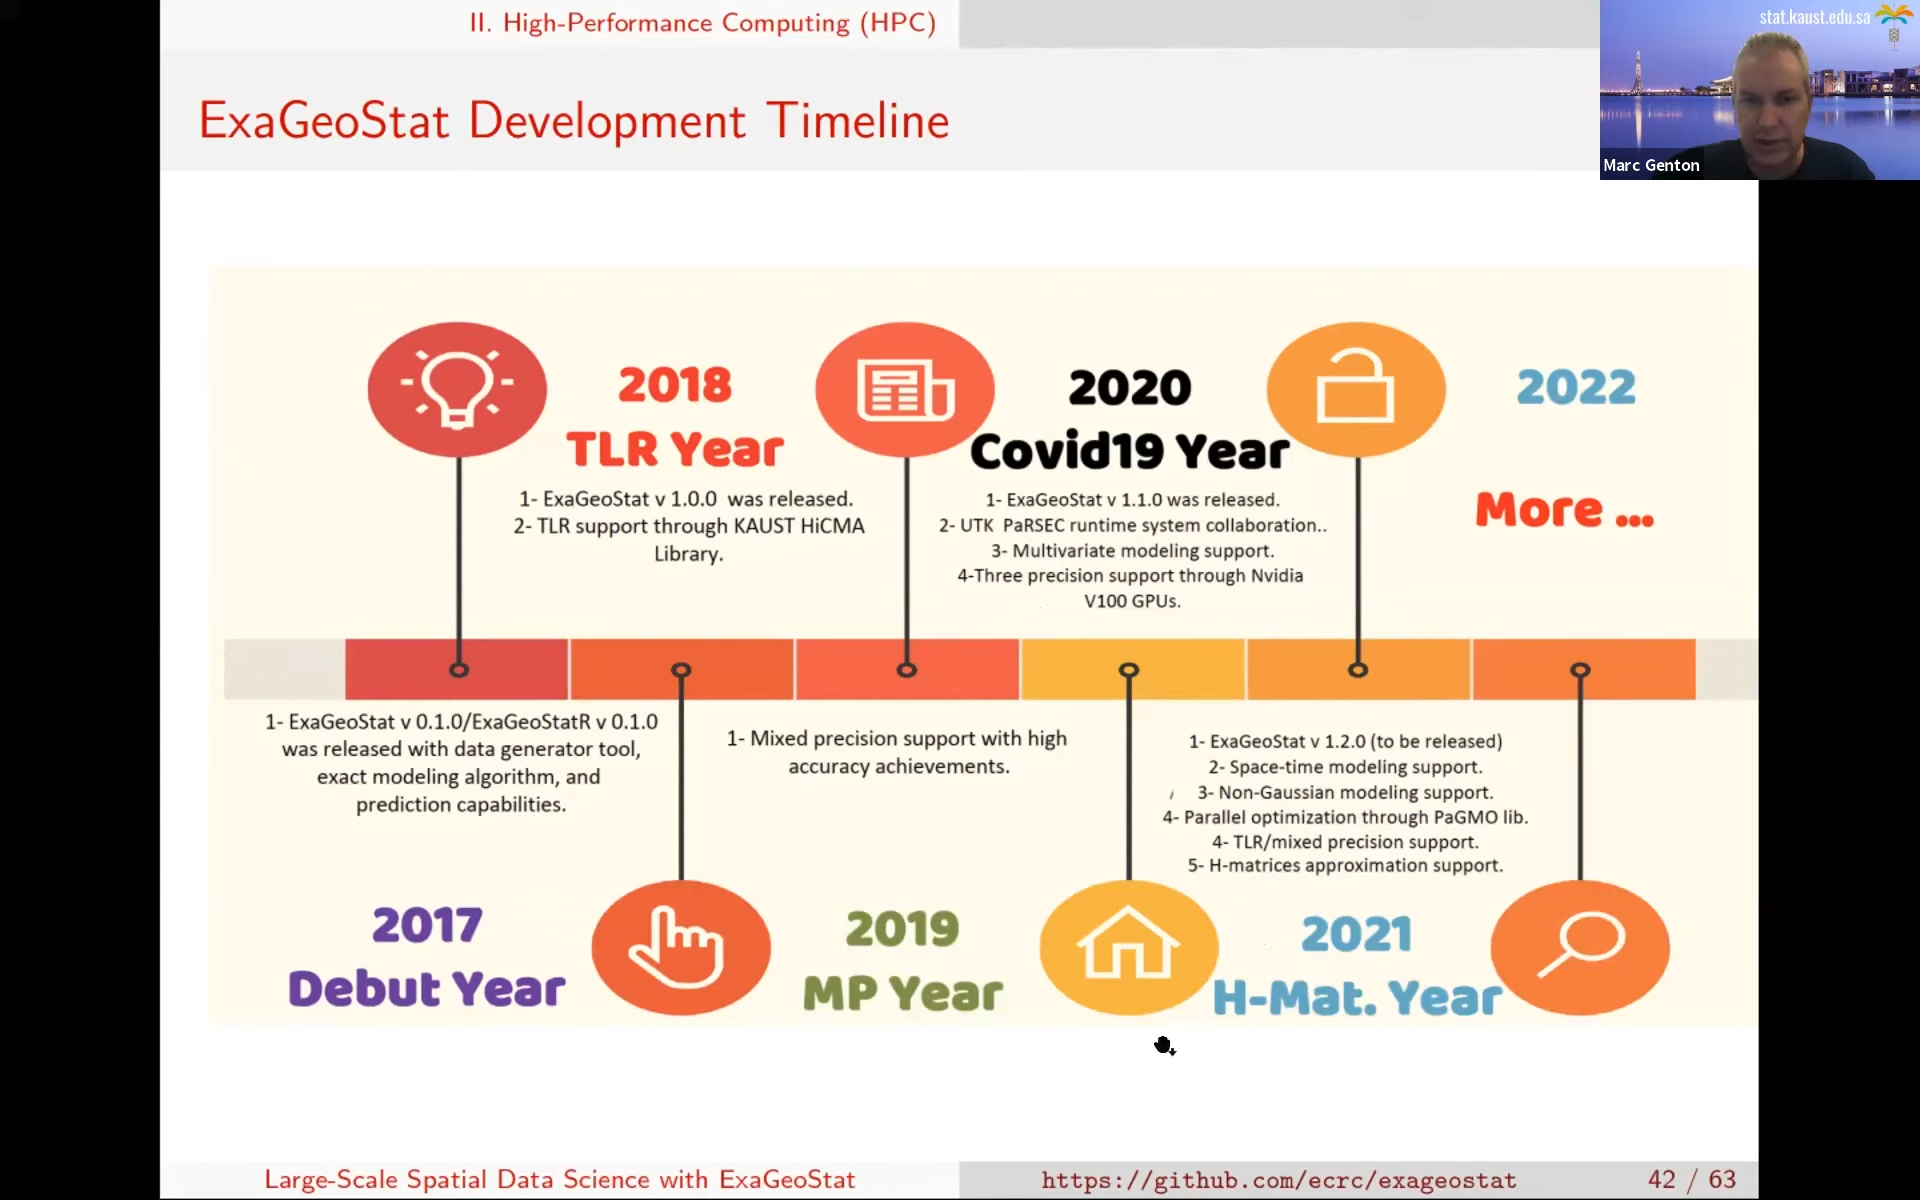 II. High-Performance Computing (HPC)
stat.kaust.edu.sa
ExaGeoStat Development Timeline
Marc Genton
2018
TLR Year
1- ExaGeoStat v 1.0.0 was released.
2- TLR support through KAUST HiCMA
Library.
2020
Covid19 Year
1- ExaGeoStat v 1.1.0 was released.
2- UTK PaRSEC runtime system collaboration..
3- Multivariate modeling support.
4-Three precision support through Nvidia
V100 GPUs.
2022
More ...
1- ExaGeoStat v 0.1.0/ExaGeoStatR v 0.1.0
was released with data generator tool,
exact modeling algorithm, and
prediction capabilities.
2017
Debut Year
1- Mixed precision support with high
accuracy achievements.
2019
MP Year
1- ExaGeoStat v 1.2.0 (to be released)
2- Space-time modeling support.
3- Non-Gaussian modeling support.
4- Parallel optimization through PaGMO lib.
4- TLR/mixed precision support.
5- H-matrices approximation support.
2021
H-Mat. Year
Large-Scale Spatial Data Science with ExaGeoStat
https://github.com/ecrc/exageostat
42 / 63